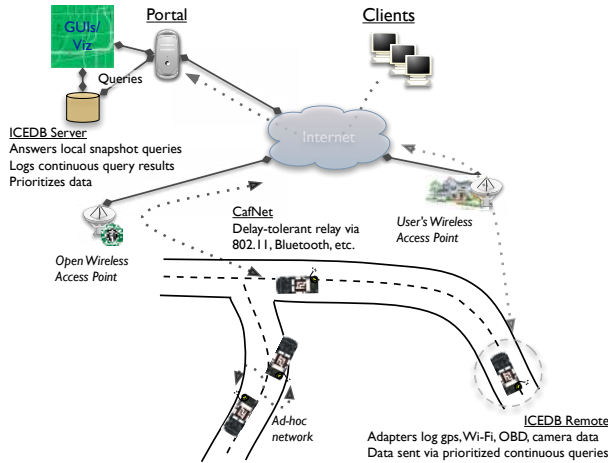 Portal
Clients
GUIs/
Viz
Queries
ICEDB Server
Answers local snapshot queries
Logs continuous query results
Prioritizes data
Internet
CafNet
Delay-tolerant relay via
802.11, Bluetooth, etc.
User's Wireless
Access Point
Open Wireless
Access Point
Ad-hoc
network
ICEDB Remote
Adapters log gps, Wi-Fi, OBD, camera data
Data sent via prioritized continuous queries